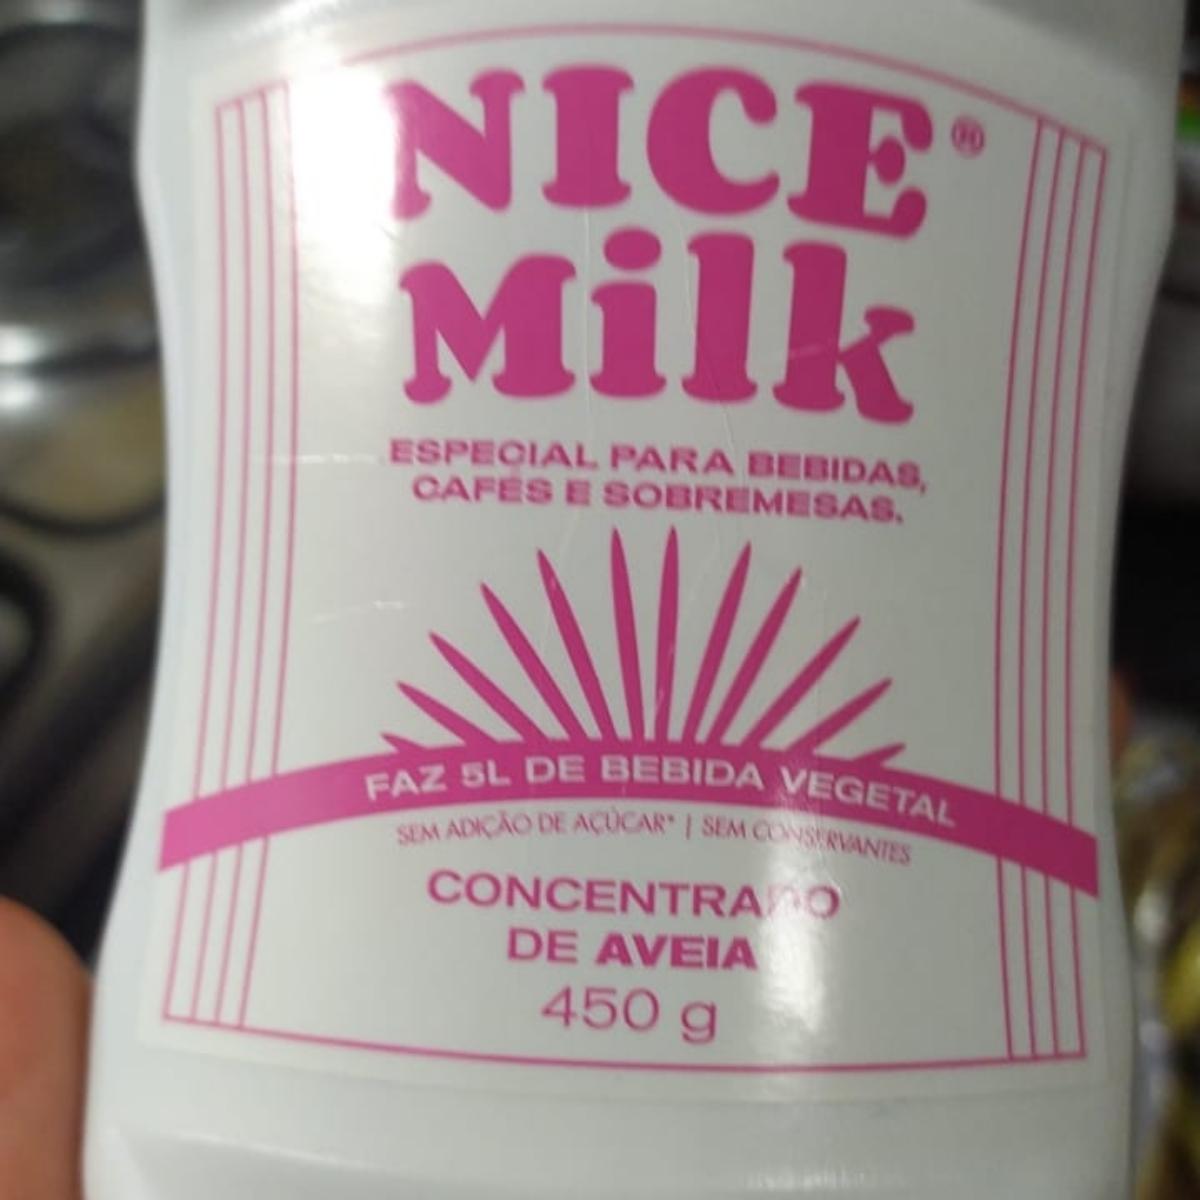 NICE®
Milk
ESPECIAL PARA BEBIDAS,
CAFÉS E SOBREMESAS.
FAZ 5L DE BEBIDA VEGETAL
SEM ADIÇÃO DE AÇÚCAR* | SEM CONSERVANTES
CONCENTRADO
DE AVEIA
450 g